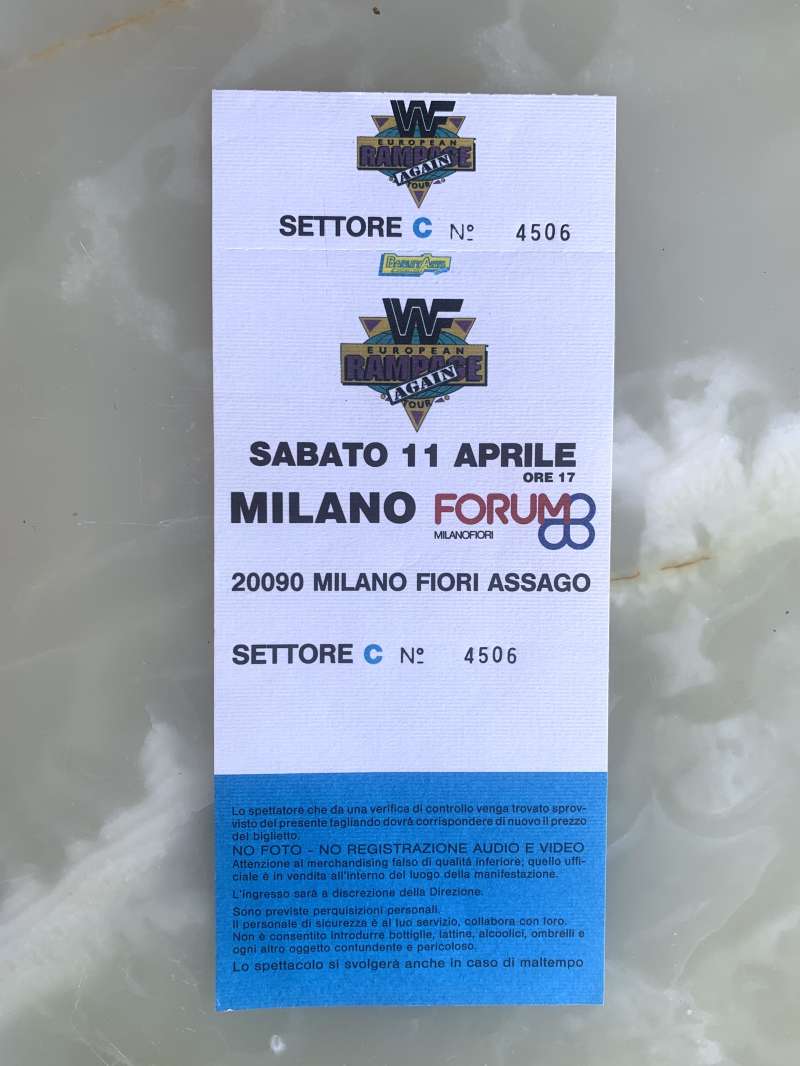 WF
EUROPEAN
RAMPAGE
AGAIN
TOUR
SETTORE C Nº 4506
WF
EUROPEAN
RAMPAGE
AGAIN
TOUR
SABATO 11 APRILE
ORE 17
MILANO FORUM
MILANOFIORI
20090 MILANO FIORI ASSAGO
SETTORE C Nº 4506
Lo spettatore che da una verifica di controllo venga trovato sprov-
visto del presente tagliando dovrà corrispondere di nuovo il prezzo
del biglietto.
NO FOTO - NO REGISTRAZIONE AUDIO E VIDEO
Attenzione al merchandising falso di qualità inferiore; quello uffi-
ciale è in vendita all'interno del luogo della manifestazione.
L'ingresso sarà a discrezione della Direzione.
Sono previste perquisizioni personali.
Il personale di sicurezza è al tuo servizio, collabora con loro.
Non è consentito introdurre bottiglie, lattine, alcoolici, ombrelli e
ogni altro oggetto contundente e pericoloso.
Lo spettacolo si svolgerà anche in caso di maltempo